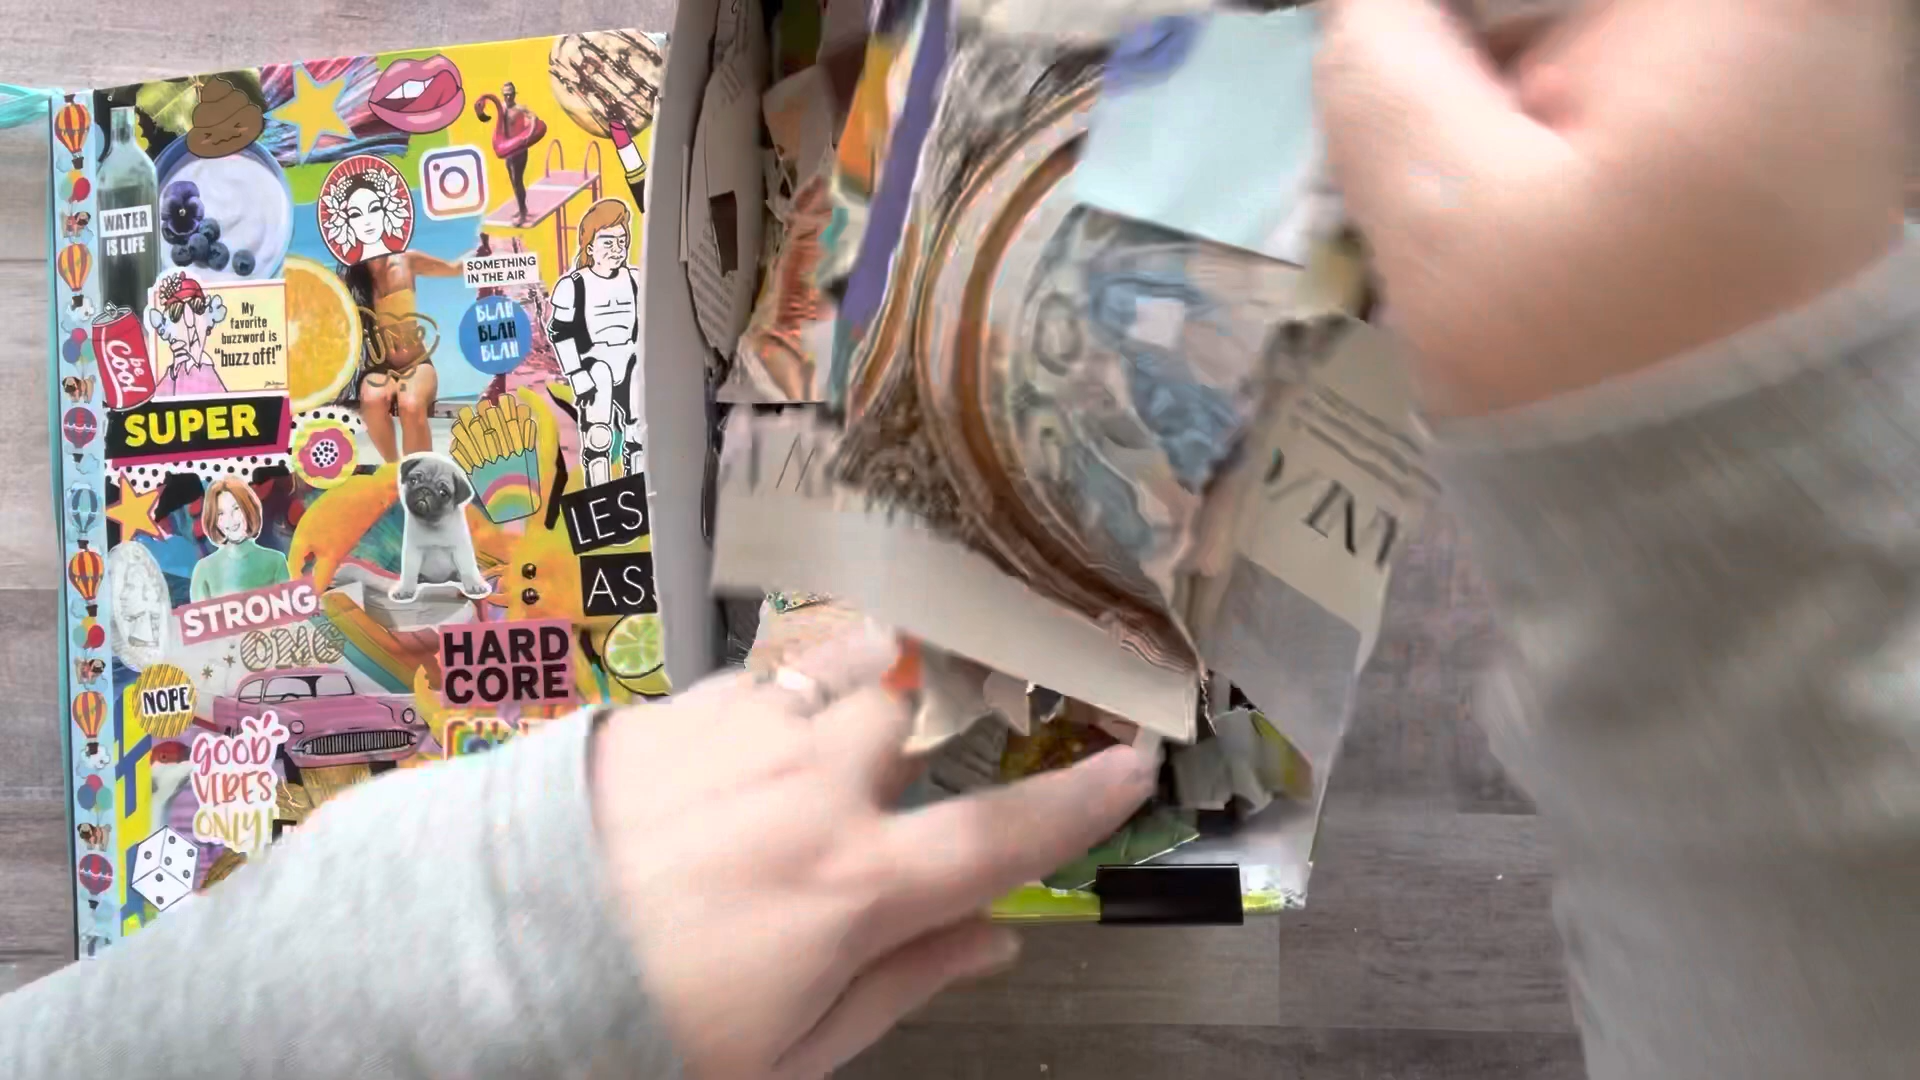 WATER
IS LIFE
SOMETHING
IN THE AIR
BLAH
BLAH
BLAH
My
favorite
buzzword is
"buzz off!"
be
Cool
SUPER
LES
AS
STRONG
OMG
HARD
CORE
NOPE
GOOD
VIBES
ONLY!